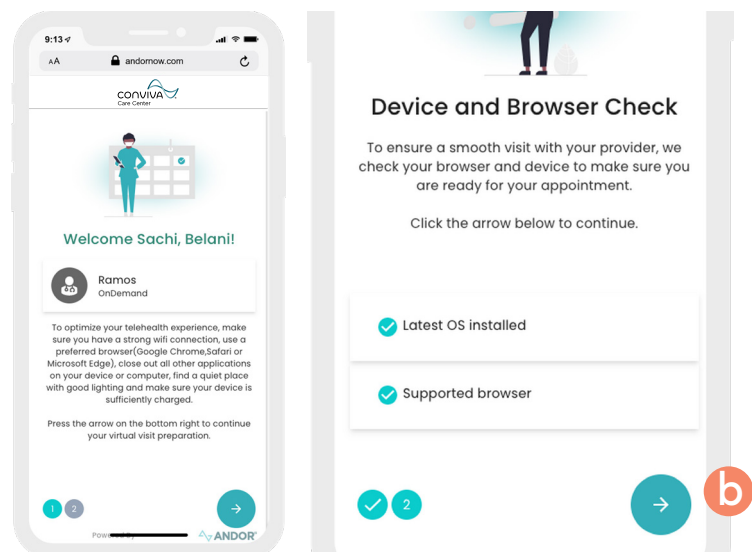 9:13
AA andornow.com
CONVIVA
Care Center
Welcome Sachi, Belani!
Ramos
OnDemand
To optimize your telehealth experience, make
sure you have a strong wifi connection, use a
preferred browser(Google Chrome,Safari or
Microsoft Edge), close out all other applications
on your device or computer, find a quiet place
with good lighting and make sure your device is
sufficiently charged.
Press the arrow on the bottom right to continue
your virtual visit preparation.
1 2
Powered By ANDOR
Device and Browser Check
To ensure a smooth visit with your provider, we
check your browser and device to make sure you
are ready for your appointment.
Click the arrow below to continue.
Latest OS installed
Supported browser
2
b